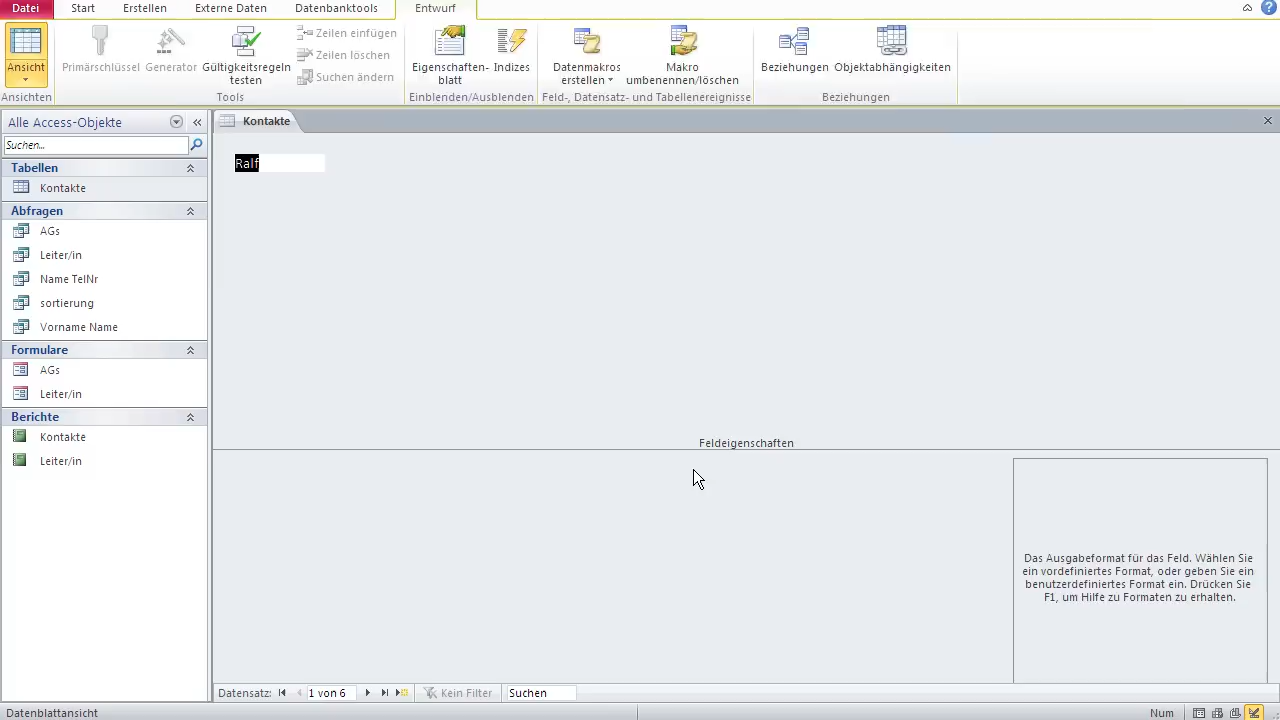 Datei Start Erstellen Externe Daten Datenbanktools Entwurf
Ansicht
Ansichten
Primärschlüssel Generator Gültigkeitsregeln
testen
Zeilen einfügen
Zeilen löschen
Suchen ändern
Tools
Eigenschaften-
blatt
Indizes
Einblenden/Ausblenden
Datenmakros
erstellen
Makro
umbenennen/löschen
Feld-, Datensatz- und Tabellenereignisse
Beziehungen Objektabhängigkeiten
Beziehungen
Alle Access-Objekte
Suchen...
Tabellen
Kontakte
Abfragen
AGs
Leiter/in
Name TelNr
sortierung
Vorname Name
Formulare
AGs
Leiter/in
Berichte
Kontakte
Leiter/in
Kontakte
Ralf
Feldeigenschaften
Das Ausgabeformat für das Feld. Wählen Sie
ein vordefiniertes Format, oder geben Sie ein
benutzerdefiniertes Format ein. Drücken Sie
F1, um Hilfe zu Formaten zu erhalten.
Datensatz: 1 von 6 Kein Filter Suchen
Datenblattansicht
Num